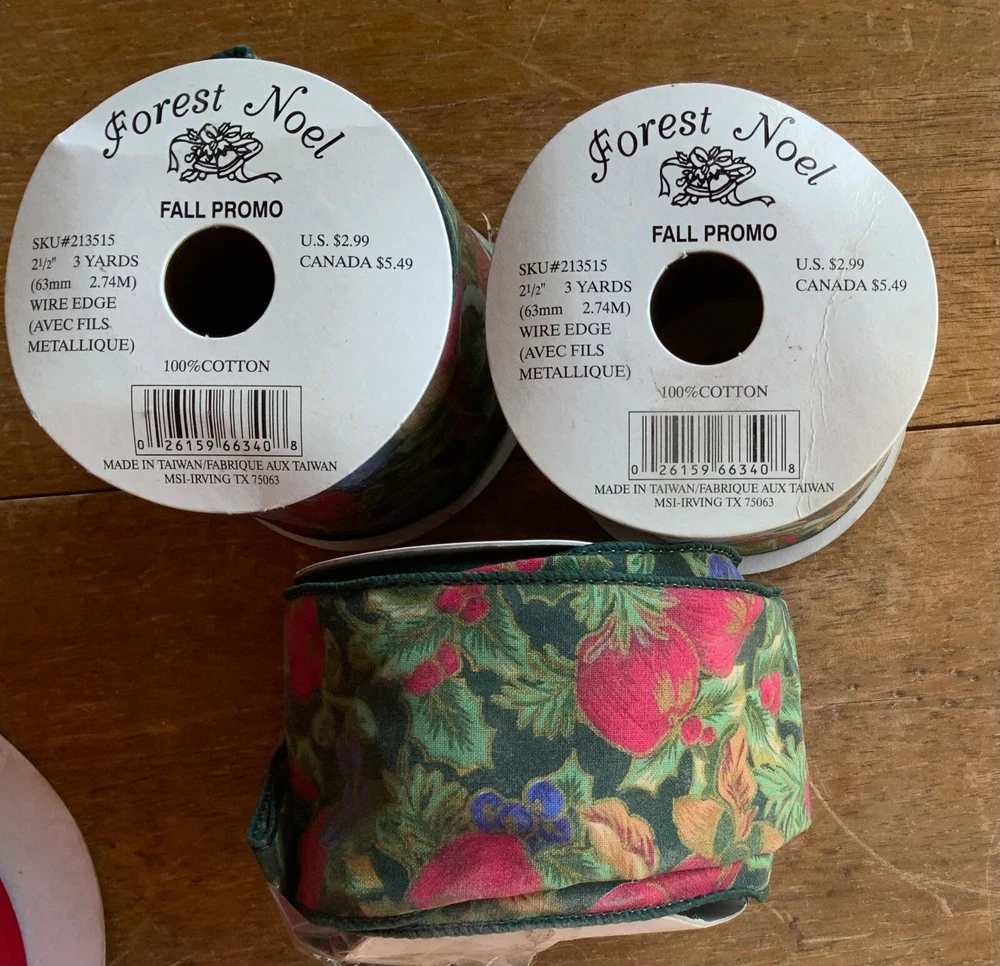 Forest Noel
FALL PROMO
SKU#213515
2 1/2" 3 YARDS
(63mm 2.74M)
WIRE EDGE
(AVEC FILS
METALLIQUE)
U.S. $2.99
CANADA $5.49
100%COTTON
0 26159 66340 8
MADE IN TAIWAN/FABRIQUE AUX TAIWAN
MSI-IRVING TX 75063
Forest Noel
FALL PROMO
SKU#213515
2 1/2" 3 YARDS
(63mm 2.74M)
WIRE EDGE
(AVEC FILS
METALLIQUE)
U.S. $2.99
CANADA $5.49
100%COTTON
0 26159 66340 8
MADE IN TAIWAN/FABRIQUE AUX TAIWAN
MSI-IRVING TX 75063